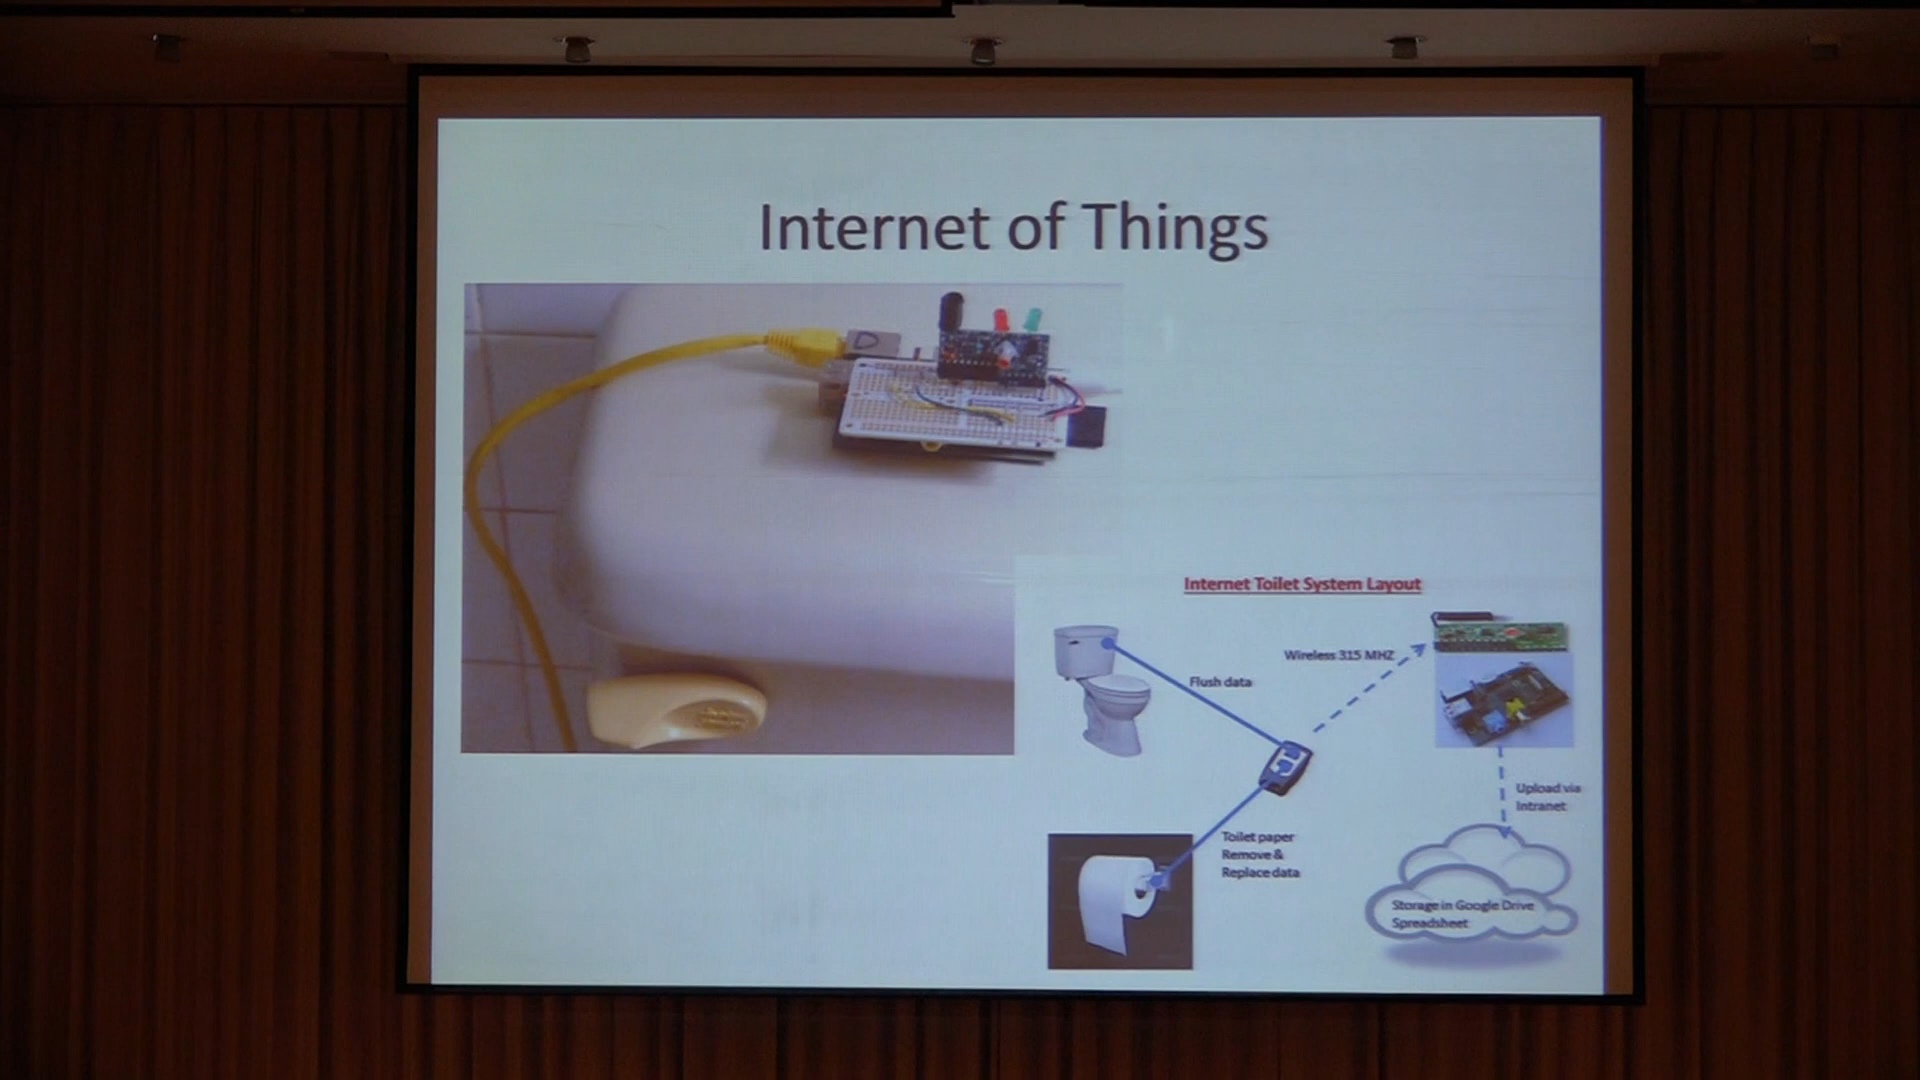 Internet of Things
Internet Toilet System Layout
Wireless 315 MHZ
Flush data
Upload via
Intranet
Toilet paper
Remove &
Replace data
Storage in Google Drive
Spreadsheet